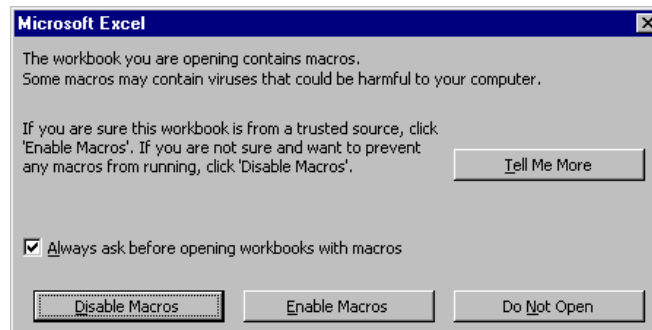 Microsoft Excel
The workbook you are opening contains macros.
Some macros may contain viruses that could be harmful to your computer.
If you are sure this workbook is from a trusted source, click
'Enable Macros'. If you are not sure and want to prevent
any macros from running, click 'Disable Macros'.
Tell Me More
Always ask before opening workbooks with macros
Disable Macros
Enable Macros
Do Not Open